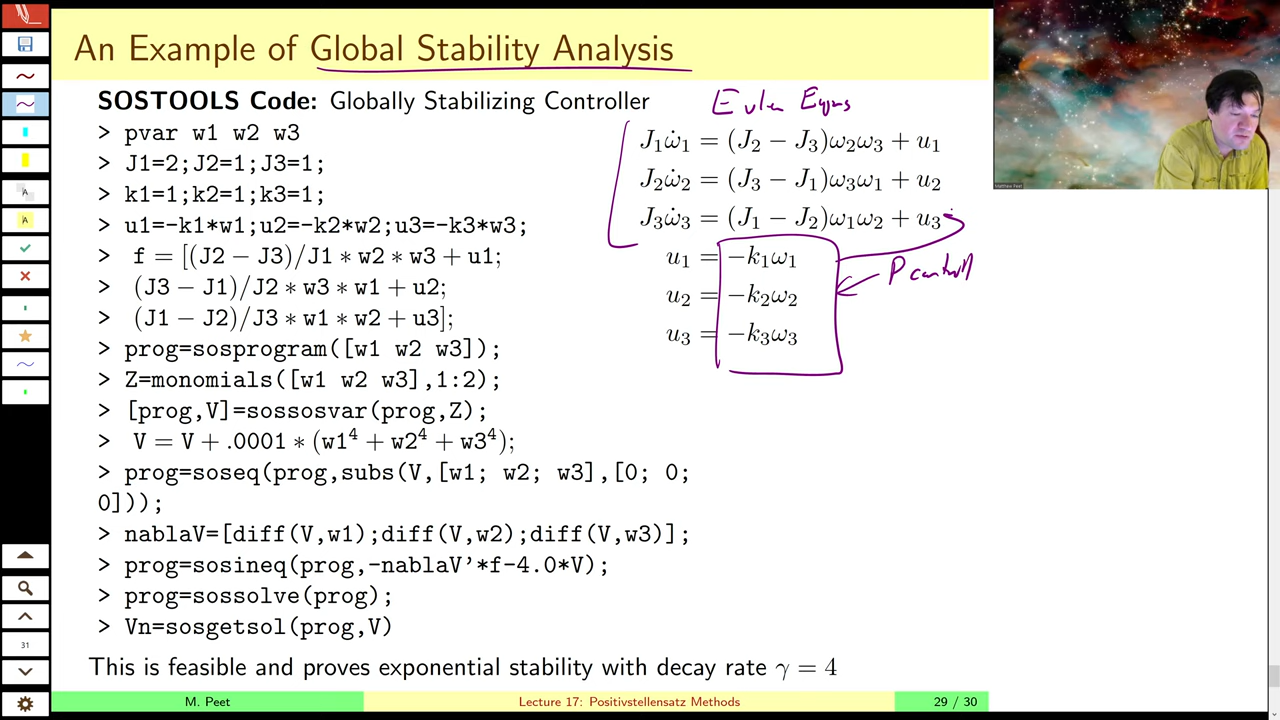 An Example of Global Stability Analysis
SOSTOOLS Code: Globally Stabilizing Controller
> pvar w1 w2 w3
> J1=2;J2=1;J3=1;
> k1=1;k2=1;k3=1;
> u1=-k1*w1;u2=-k2*w2;u3=-k3*w3;
> f = [(J2 − J3)/J1 * w2 * w3 + u1;
> (J3 − J1)/J2 * w3 * w1 + u2;
> (J1 − J2)/J3 * w1 * w2 + u3];
> prog=sosprogram([w1 w2 w3]);
> Z=monomials([w1 w2 w3],1:2);
> [prog,V]=sossosvar(prog,Z);
> V = V + .0001 * (w1⁴ + w2⁴ + w3⁴);
> prog=soseq(prog,subs(V,[w1; w2; w3],[0; 0;
0]));
> nablaV=[diff(V,w1);diff(V,w2);diff(V,w3)];
> prog=sosineq(prog,-nablaV'*f-4.0*V);
> prog=sossolve(prog);
> Vn=sosgetsol(prog,V)
Euler Eqns
J₁ω̇₁ = (J₂ − J₃)ω₂ω₃ + u₁
J₂ω̇₂ = (J₃ − J₁)ω₃ω₁ + u₂
J₃ω̇₃ = (J₁ − J₂)ω₁ω₂ + u₃
u₁ = −k₁ω₁
u₂ = −k₂ω₂
u₃ = −k₃ω₃
P control
This is feasible and proves exponential stability with decay rate γ = 4
M. Peet
Lecture 17: Positivstellensatz Methods
29 / 30
31
A
A
Matthew Peet